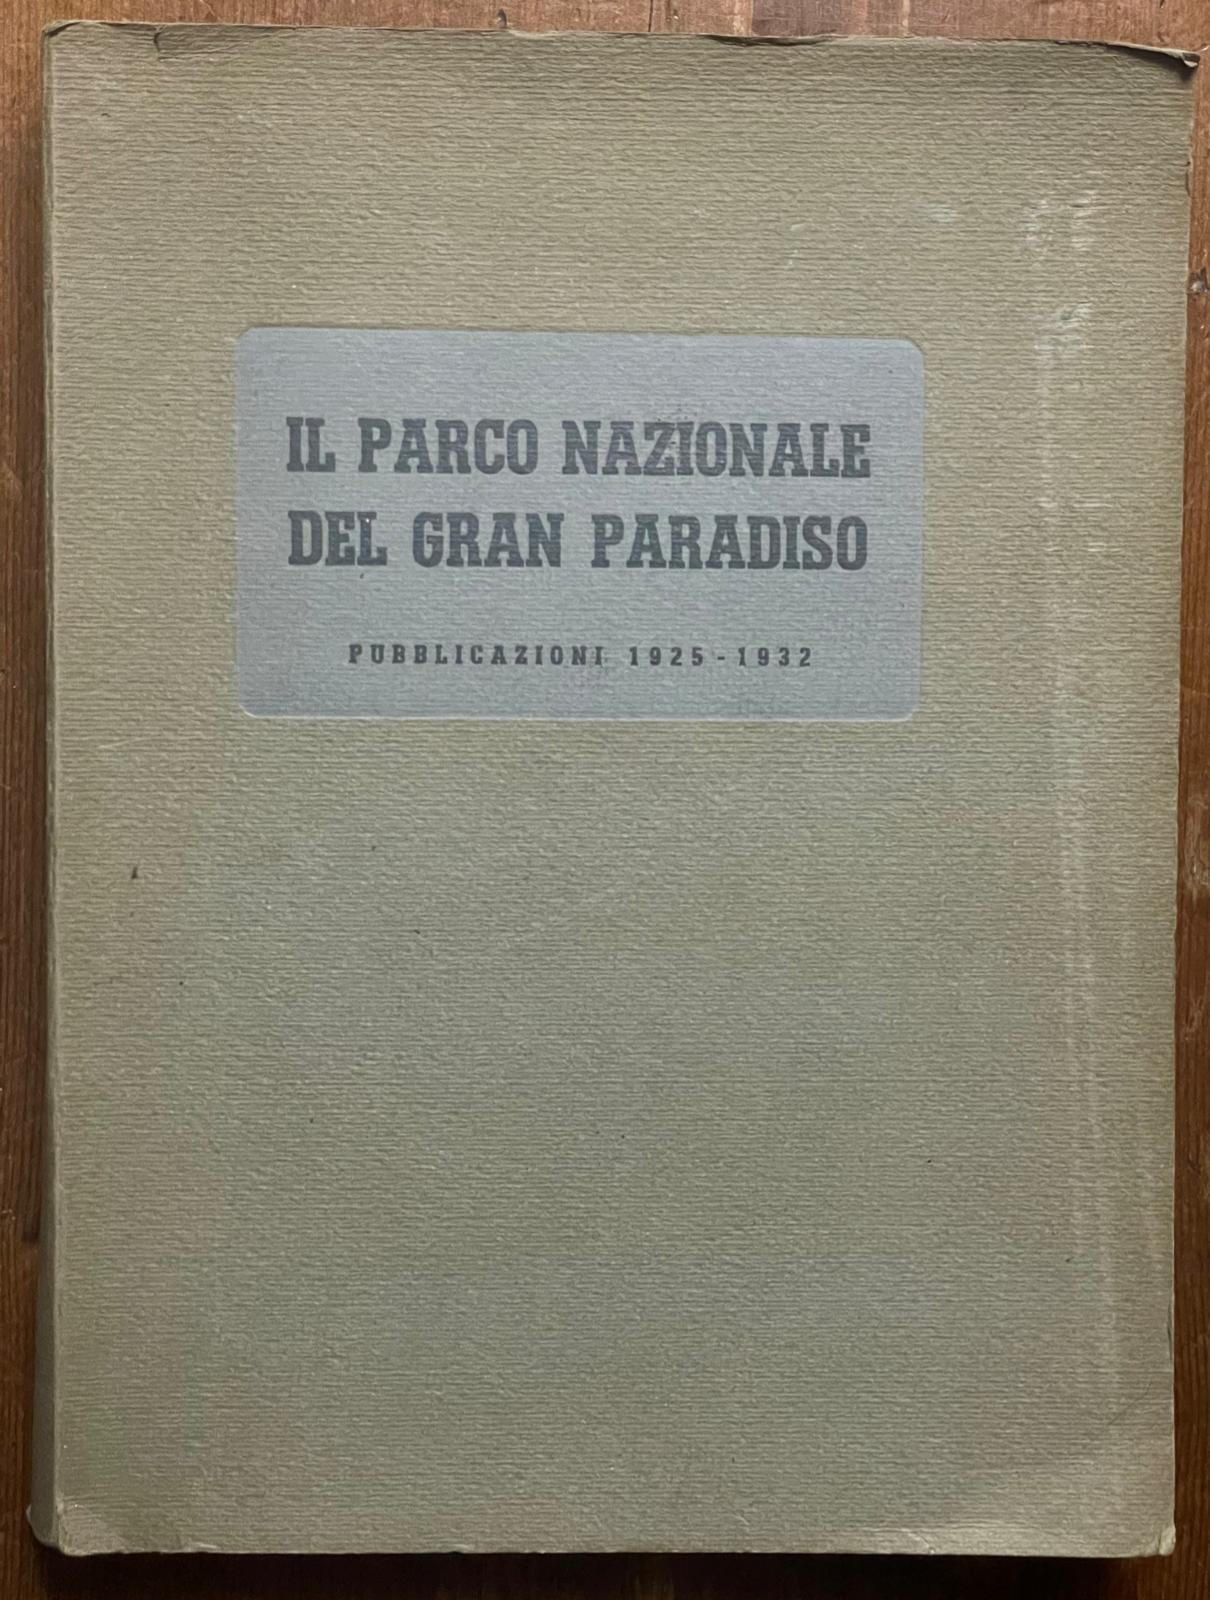 IL PARCO NAZIONALE
DEL GRAN PARADISO
PUBBLICAZIONI 1925-1932